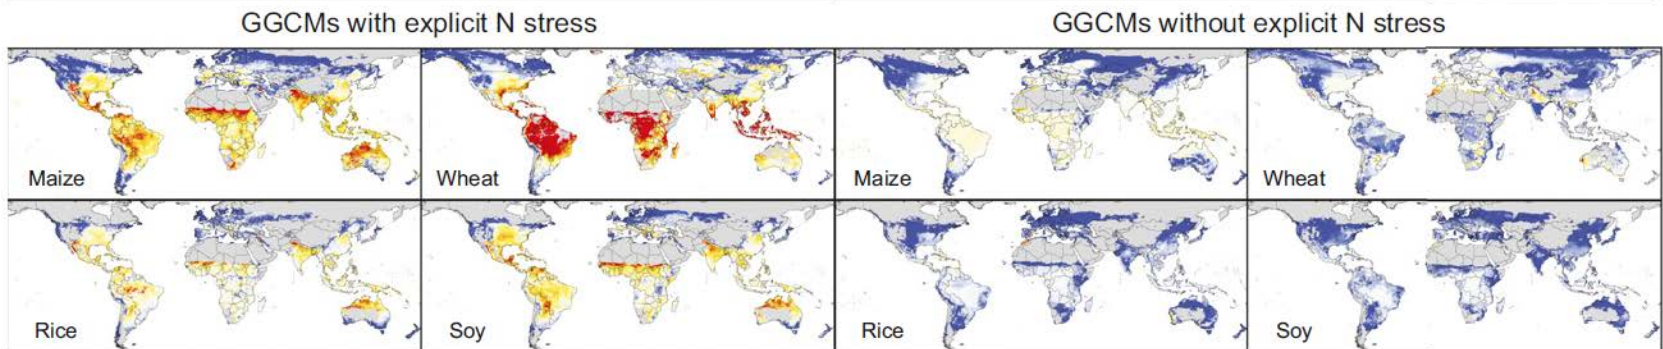 GGCMs with explicit N stress
GGCMs without explicit N stress
Maize
Wheat
Maize
Wheat
Rice
Soy
Rice
Soy